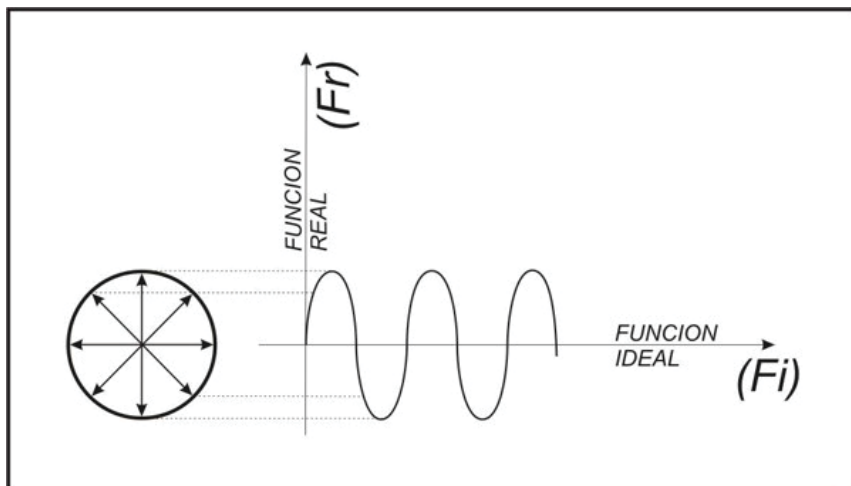 (Fr)
FUNCION
REAL
FUNCION
IDEAL
(Fi)